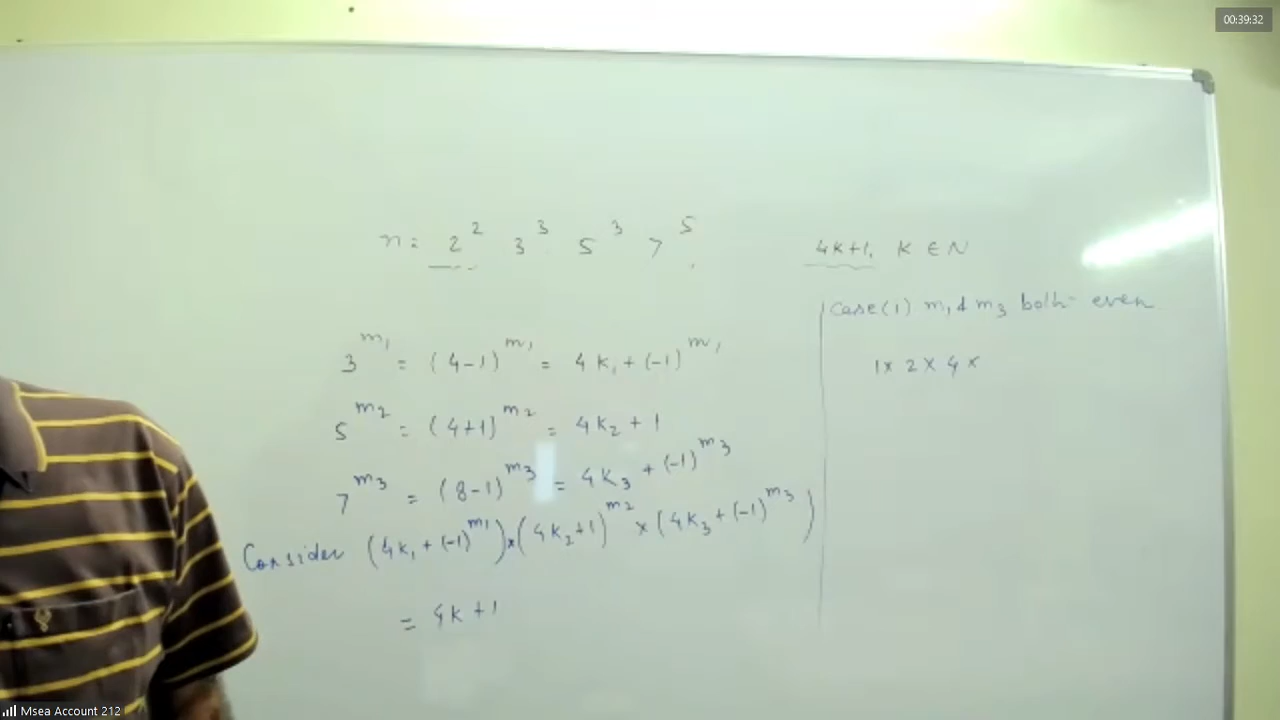 00:39:32
n = 2² 3³ 5³ 7⁵
4k+1, k ∈ N
3^m₁ = (4-1)^m₁ = 4k₁ + (-1)^m₁
5^m₂ = (4+1)^m₂ = 4k₂ + 1
7^m₃ = (8-1)^m₃ = 4k₃ + (-1)^m₃
Consider (4k₁ + (-1)^m₁) × (4k₂+1)^m₂ × (4k₃ + (-1)^m₃)
= 4k + 1
Case (1) m₁ & m₃ both even
1 × 2 × 4 ×
Msea Account 212